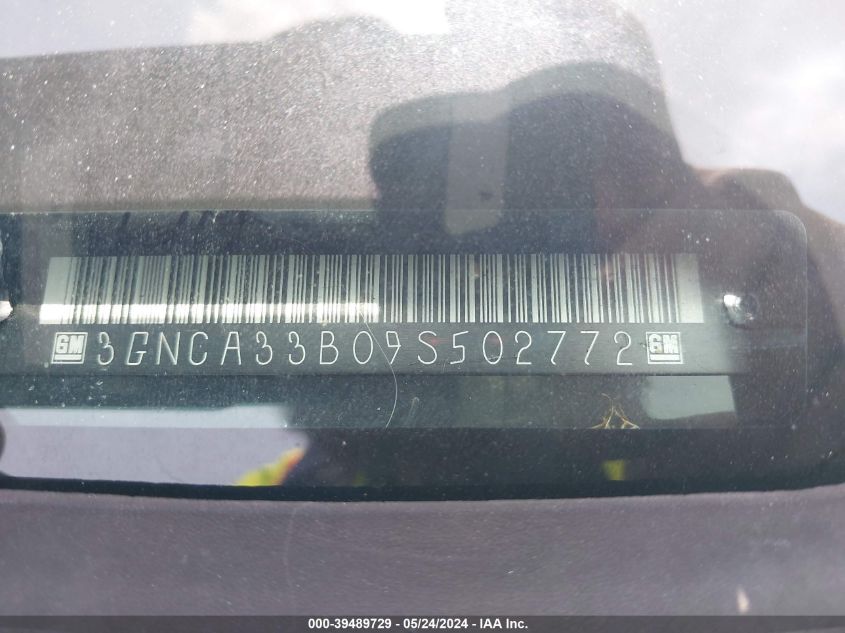 GM 3GNCA33B09S502772 GM
000-39489729 / 05/24/2024 - IAA Inc.